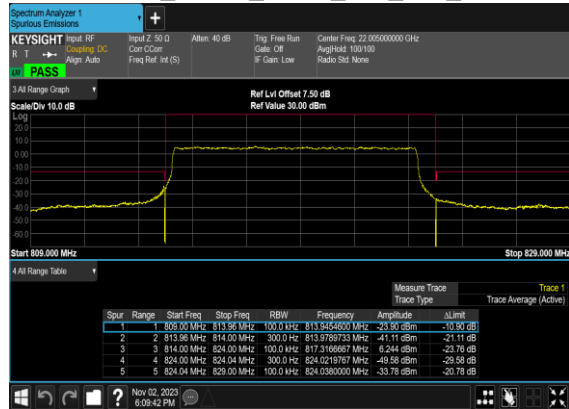 Spectrum Analyzer 1
Spurious Emissions
+
KEYSIGHT Input: RF Input Z: 50 Ω Atten: 40 dB Trig: Free Run Center Freq: 22.005000000 GHz
R T Coupling: DC Corr CCorr Gate: Off Avg|Hold: 100/100
Align: Auto Freq Ref: Int (S) IF Gain: Low Radio Std: None
PASS
3 All Range Graph
Ref Lvl Offset 7.50 dB
Scale/Div 10.0 dB Ref Value 30.00 dBm
Log
20.0
10.0
0.00
-10.0
-20.0
-30.0
-40.0
-50.0
-60.0
Start 809.000 MHz Stop 829.000 MHz
4 All Range Table
Measure Trace Trace 1
Trace Type Trace Average (Active)
Spur Range Start Freq Stop Freq RBW Frequency Amplitude ΔLimit
1 1 809.00 MHz 813.96 MHz 100.0 kHz 813.9454600 MHz -23.90 dBm -10.90 dB
2 2 813.96 MHz 814.00 MHz 300.0 Hz 813.9789733 MHz -41.11 dBm -21.11 dB
3 3 814.00 MHz 824.00 MHz 100.0 kHz 817.3166667 MHz 6.244 dBm -23.76 dB
4 4 824.00 MHz 824.04 MHz 300.0 Hz 824.0219767 MHz -49.58 dBm -29.58 dB
5 5 824.04 MHz 829.00 MHz 100.0 kHz 824.0380000 MHz -33.78 dBm -20.78 dB
? Nov 02, 2023
6:09:42 PM